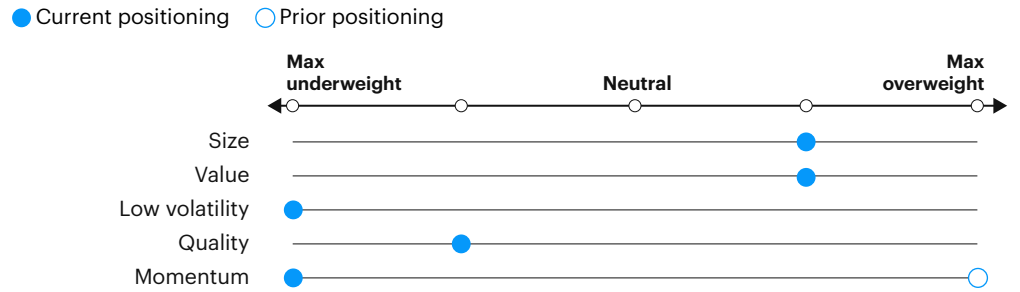 Current positioning Prior positioning
Max underweight Neutral Max overweight
Size
Value
Low volatility
Quality
Momentum